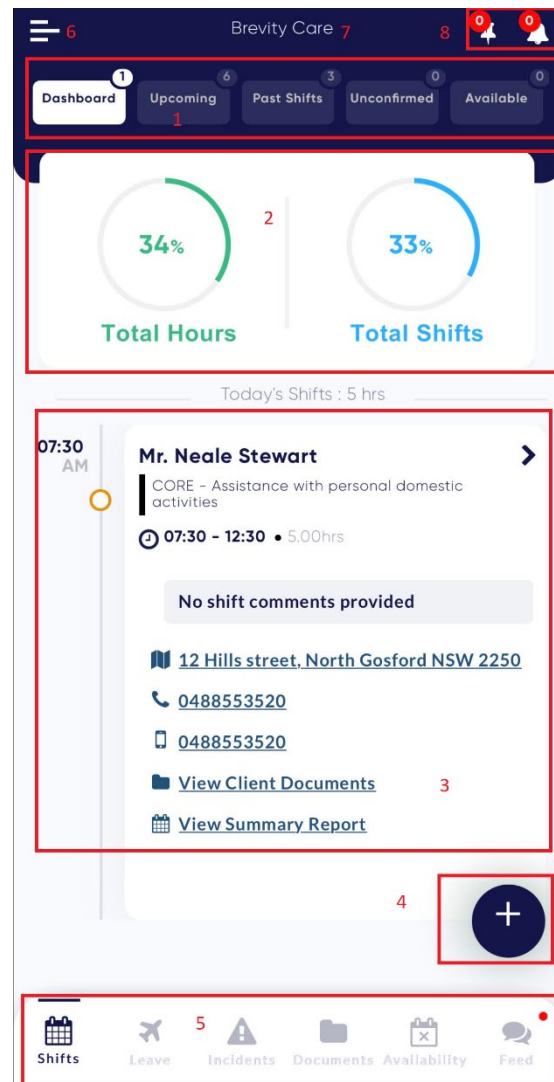 6
Brevity Care 7
8
0
0
1
6
3
0
0
Dashboard
Upcoming
Past Shifts
Unconfirmed
Available
1
2
34%
33%
Total Hours
Total Shifts
Today's Shifts : 5 hrs
07:30
AM
Mr. Neale Stewart
CORE - Assistance with personal domestic
activities
07:30 - 12:30 • 5.00hrs
No shift comments provided
12 Hills street, North Gosford NSW 2250
0488553520
0488553520
View Client Documents
3
View Summary Report
4
+
5
Shifts
Leave
Incidents
Documents
Availability
Feed